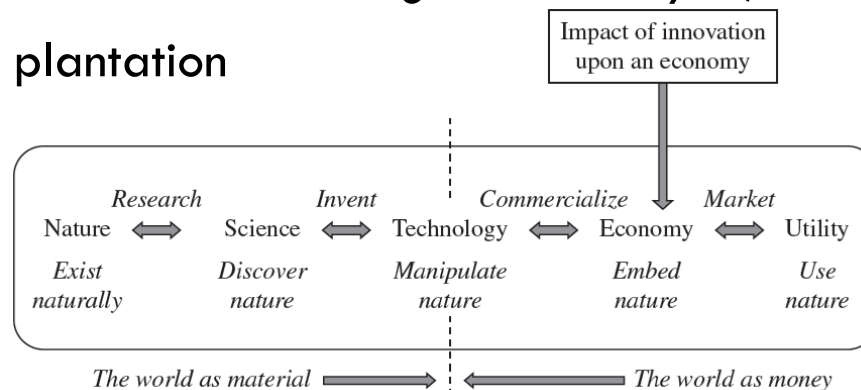 plantation
Impact of innovation
upon an economy
Research Invent Commercialize Market
Nature Science Technology Economy Utility
Exist Discover Manipulate Embed Use
naturally nature nature nature nature
The world as material The world as money